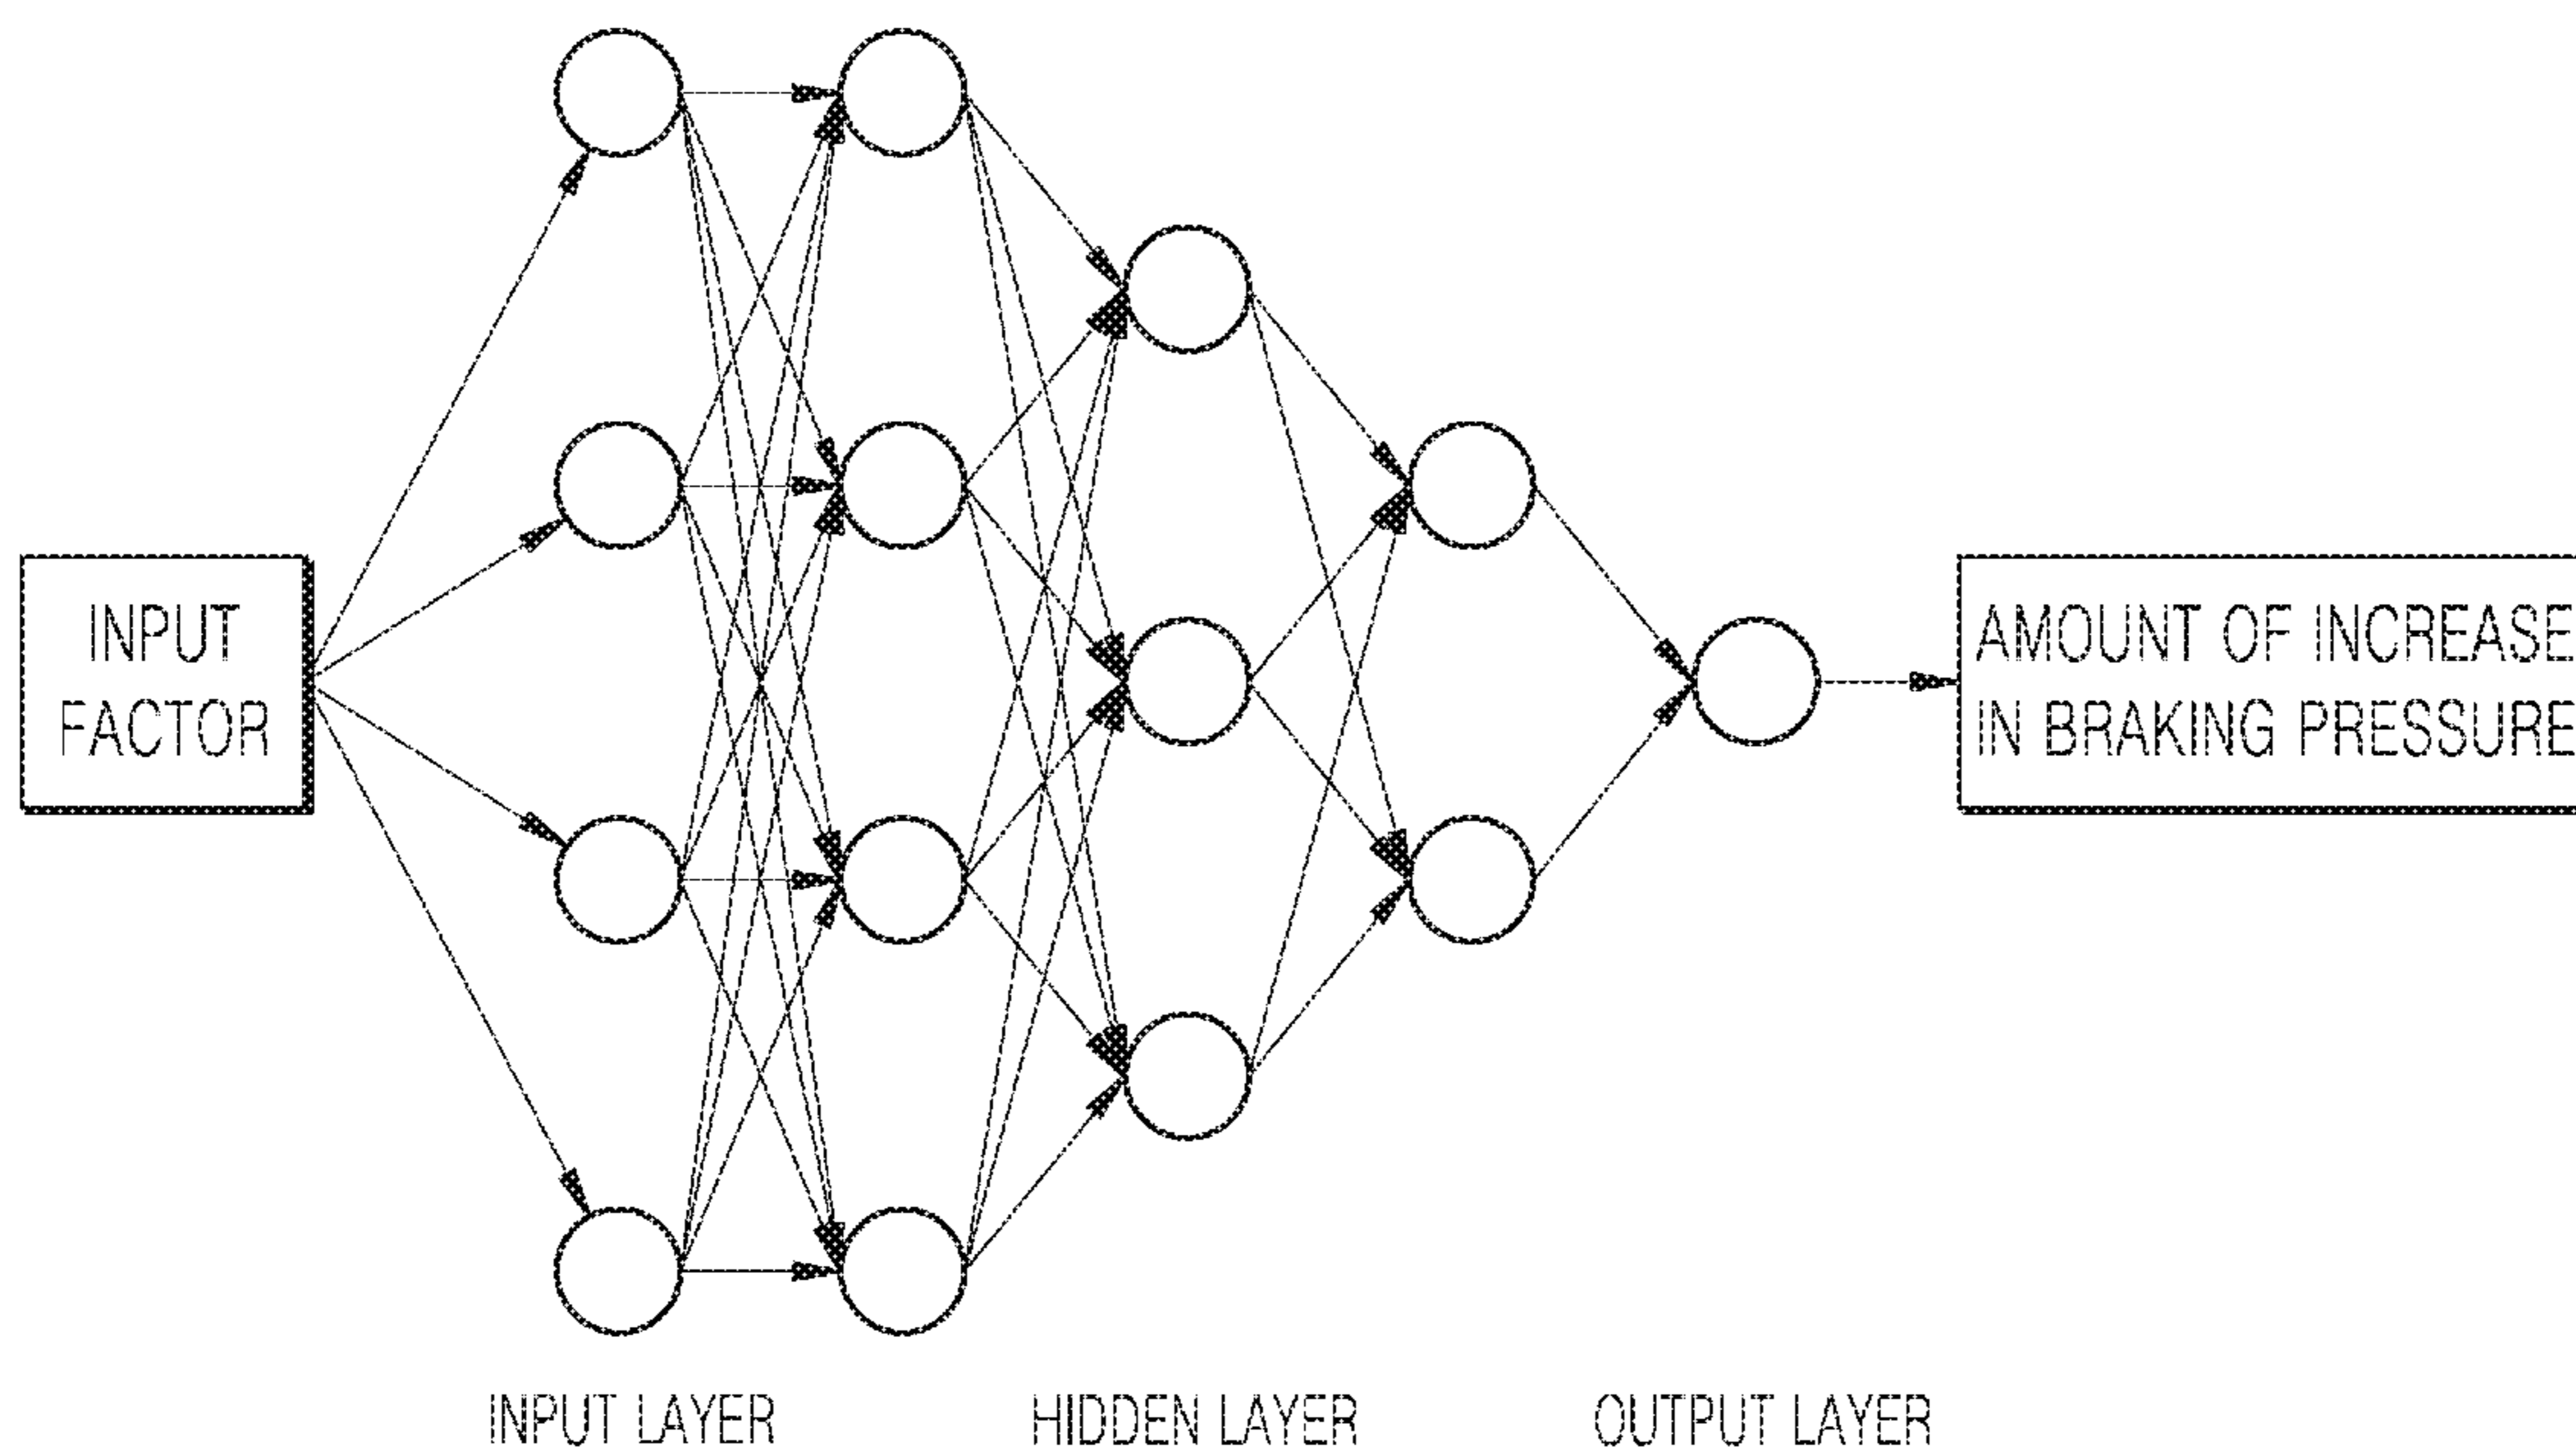 INPUT
FACTOR
AMOUNT OF INCREASE
IN BRAKING PRESSURE
INPUT LAYER
HIDDEN LAYER
OUTPUT LAYER